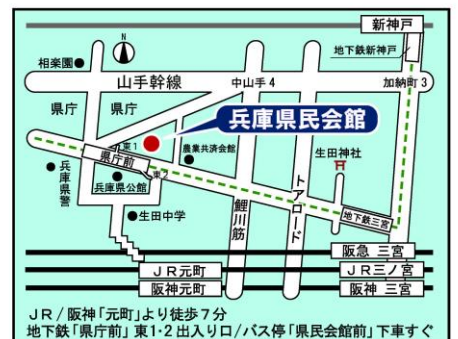 新神戸
地下鉄新神戸
相楽園
山手幹線
中山手4
加納町3
県庁
県庁
兵庫県民会館
東1
県庁前
農業共済会館
生田神社
兵庫県警
兵庫県公館
東2
生田中学
鯉川筋
トアロード
地下鉄三宮
阪急 三宮
JR元町
JR三ノ宮
阪神元町
阪神 三宮
JR/阪神「元町」より徒歩7分
地下鉄「県庁前」東1・2出入り口/バス停「県民会館前」下車すぐ